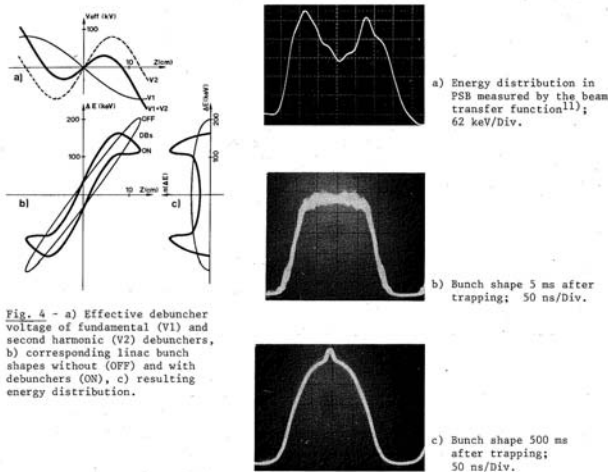 Veff (kV)
100
Z(cm)
10
V2
V1
V1+V2
a)
Δ E (keV)
OFF
200
DBs
ON
100
10 Z(cm)
b)
ΔE(keV)
200
100
c)
Fig. 4 - a) Effective debuncher
voltage of fundamental (V1) and
second harmonic (V2) debunchers,
b) corresponding linac bunch
shapes without (OFF) and with
debunchers (ON), c) resulting
energy distribution.
a) Energy distribution in
PSB measured by the beam
transfer function11);
62 keV/Div.
b) Bunch shape 5 ms after
trapping; 50 ns/Div.
c) Bunch shape 500 ms
after trapping;
50 ns/Div.